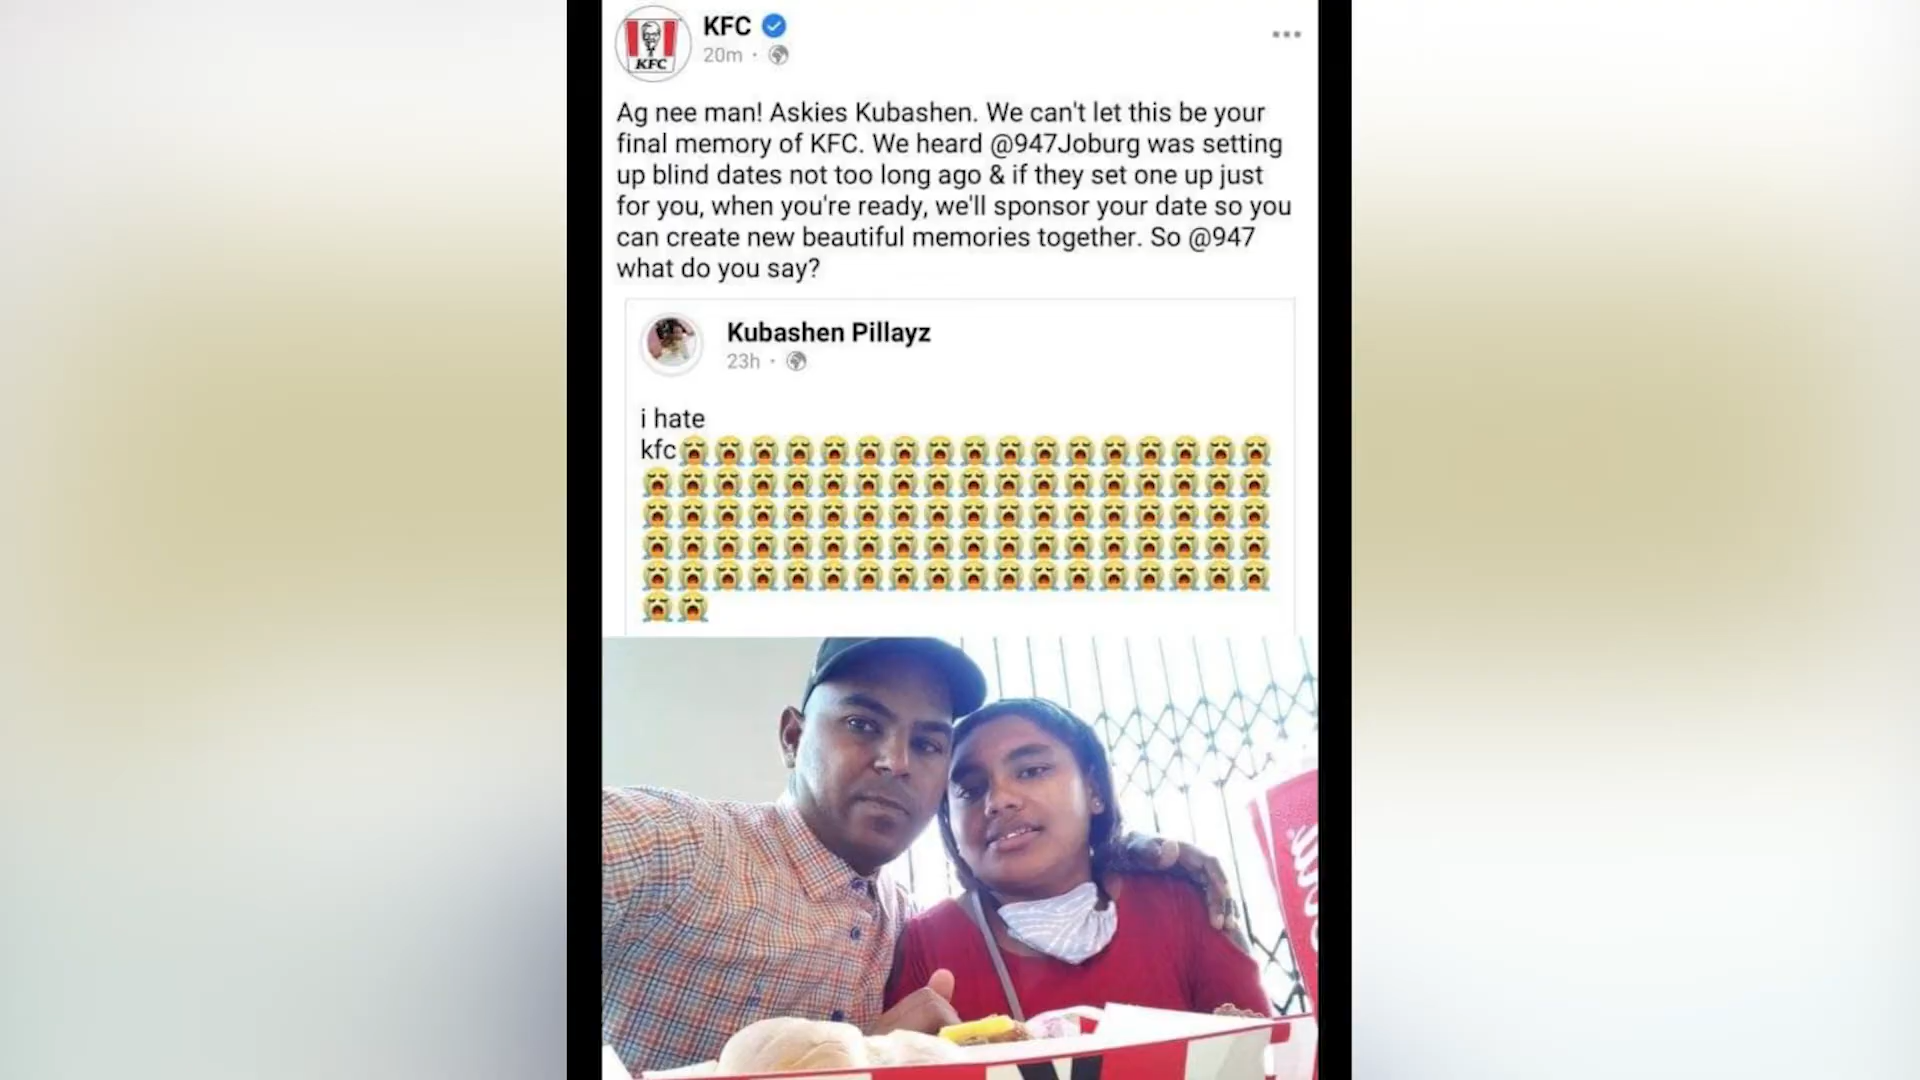 KFC
KFC
20m ·
Ag nee man! Askies Kubashen. We can't let this be your
final memory of KFC. We heard @947Joburg was setting
up blind dates not too long ago & if they set one up just
for you, when you're ready, we'll sponsor your date so you
can create new beautiful memories together. So @947
what do you say?
Kubashen Pillayz
23h ·
i hate
kfc😭😭😭😭😭😭😭😭😭😭😭😭😭😭😭😭😭
😭😭😭😭😭😭😭😭😭😭😭😭😭😭😭😭😭😭
😭😭😭😭😭😭😭😭😭😭😭😭😭😭😭😭😭😭
😭😭😭😭😭😭😭😭😭😭😭😭😭😭😭😭😭😭
😭😭😭😭😭😭😭😭😭😭😭😭😭😭😭😭😭😭
😭😭